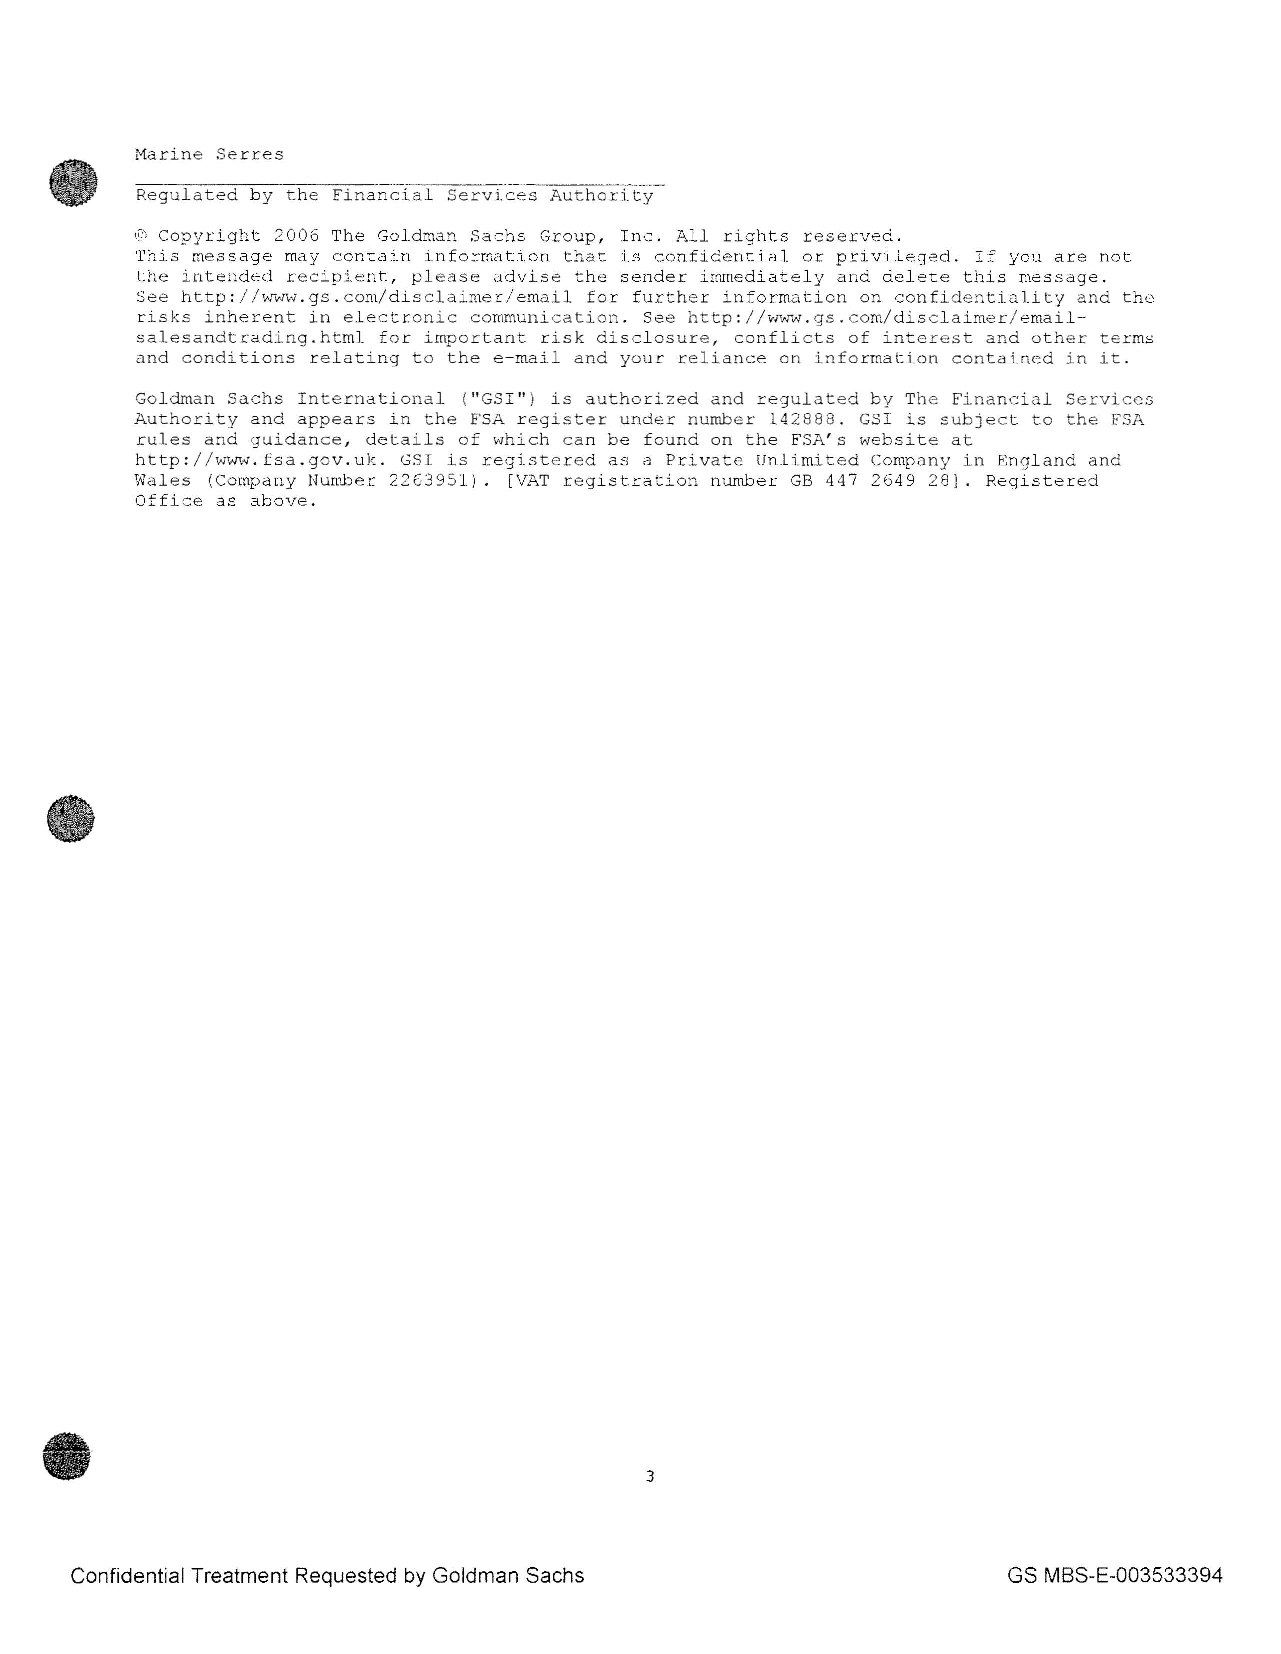 Marine Serres
Regulated by the Financial Services Authority
© Copyright 2006 The Goldman Sachs Group, Inc. All rights reserved.
This message may contain information that is confidential or privileged. If you are not
the intended recipient, please advise the sender immediately and delete this message.
See http://www.gs.com/disclaimer/email for further information on confidentiality and the
risks inherent in electronic communication. See http://www.gs.com/disclaimer/email-
salesandtrading.html for important risk disclosure, conflicts of interest and other terms
and conditions relating to the e-mail and your reliance on information contained in it.
Goldman Sachs International ("GSI") is authorized and regulated by The Financial Services
Authority and appears in the FSA register under number 142888. GSI is subject to the FSA
rules and guidance, details of which can be found on the FSA's website at
http://www.fsa.gov.uk. GSI is registered as a Private Unlimited Company in England and
Wales (Company Number 2263951). [VAT registration number GB 447 2649 28]. Registered
Office as above.
3
Confidential Treatment Requested by Goldman Sachs
GS MBS-E-003533394